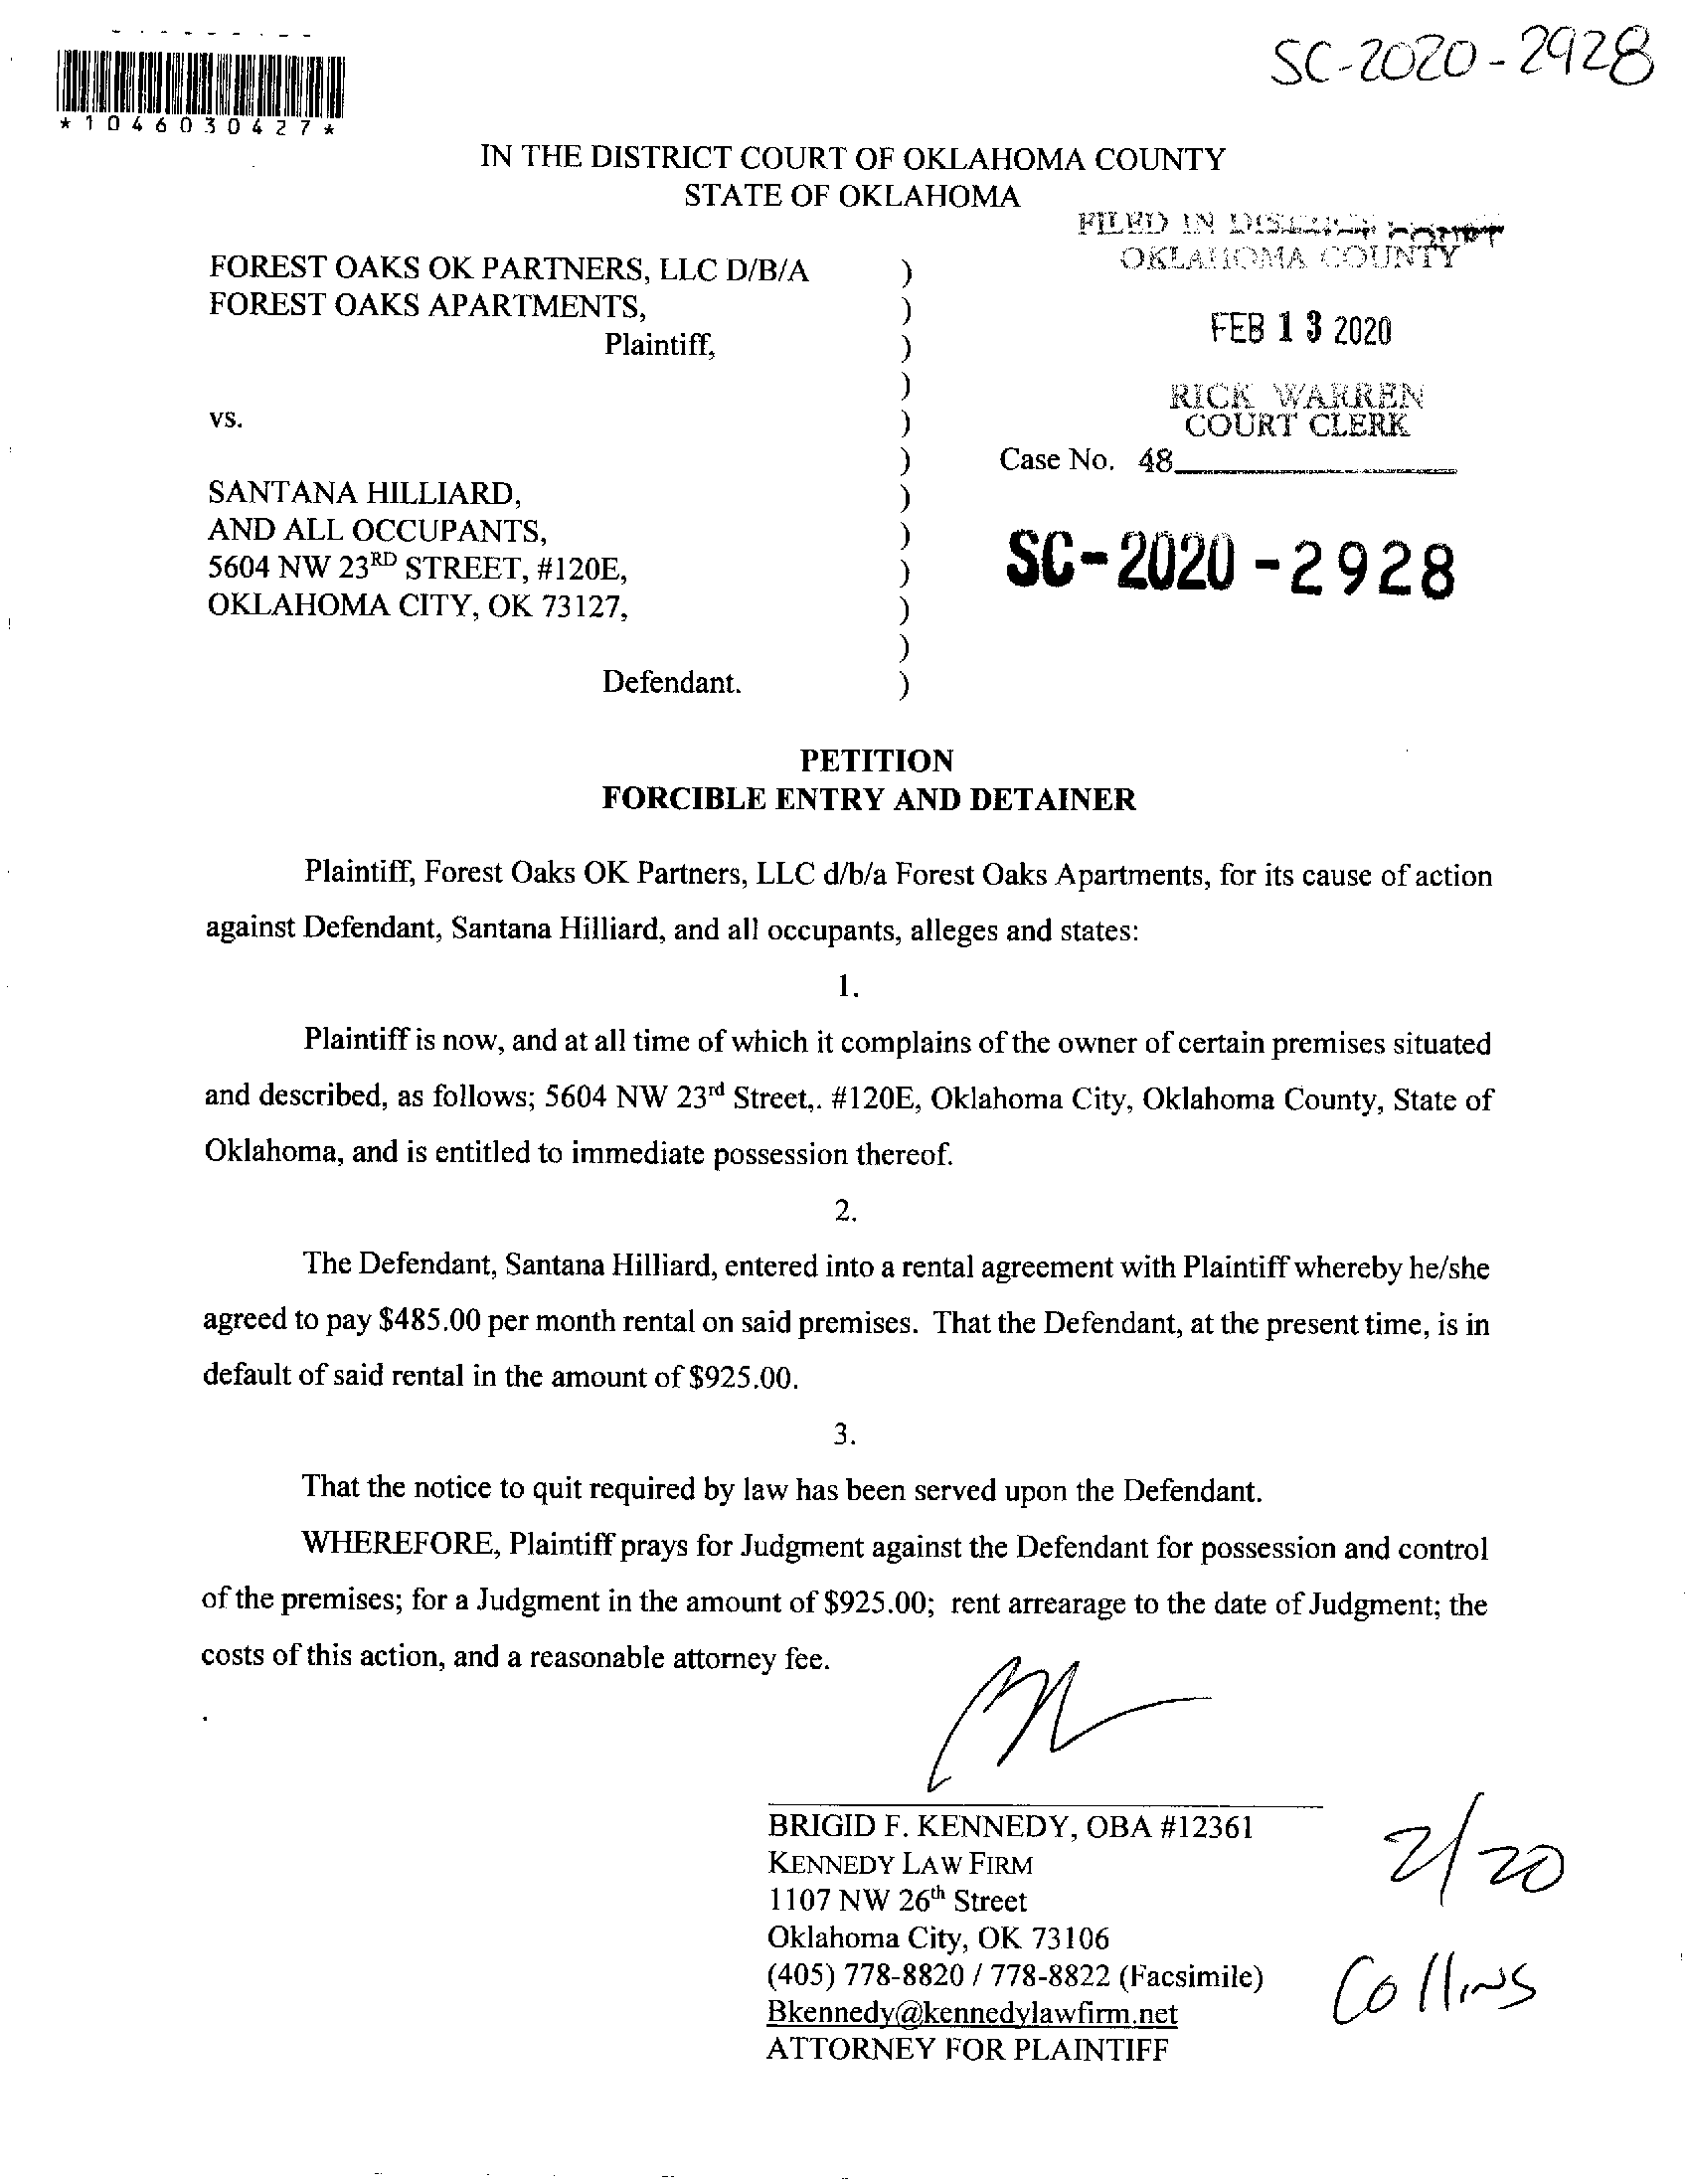 SC-2020-2928
*1046030427*
IN THE DISTRICT COURT OF OKLAHOMA COUNTY
STATE OF OKLAHOMA
FILED IN
OKLAHOMA COUNTY
FOREST OAKS OK PARTNERS, LLC D/B/A )
FOREST OAKS APARTMENTS, )
Plaintiff, )
FEB 13 2020
)
RICK WARREN
COURT CLERK
vs. )
) Case No. 48
SANTANA HILLIARD, )
AND ALL OCCUPANTS, )
5604 NW 23RD STREET, #120E, )
SC-2020-2928
OKLAHOMA CITY, OK 73127, )
)
Defendant. )
PETITION
FORCIBLE ENTRY AND DETAINER
Plaintiff, Forest Oaks OK Partners, LLC d/b/a Forest Oaks Apartments, for its cause of action
against Defendant, Santana Hilliard, and all occupants, alleges and states:
1.
Plaintiff is now, and at all time of which it complains of the owner of certain premises situated
and described, as follows; 5604 NW 23rd Street,. #120E, Oklahoma City, Oklahoma County, State of
Oklahoma, and is entitled to immediate possession thereof.
2.
The Defendant, Santana Hilliard, entered into a rental agreement with Plaintiff whereby he/she
agreed to pay $485.00 per month rental on said premises. That the Defendant, at the present time, is in
default of said rental in the amount of $925.00.
3.
That the notice to quit required by law has been served upon the Defendant.
WHEREFORE, Plaintiff prays for Judgment against the Defendant for possession and control
of the premises; for a Judgment in the amount of $925.00; rent arrearage to the date of Judgment; the
costs of this action, and a reasonable attorney fee.
BRIGID F. KENNEDY, OBA #12361
KENNEDY LAW FIRM
1107 NW 26th Street
Oklahoma City, OK 73106
(405) 778-8820 / 778-8822 (Facsimile)
Bkennedy@kennedylawfirm.net
ATTORNEY FOR PLAINTIFF
2/20
Collins